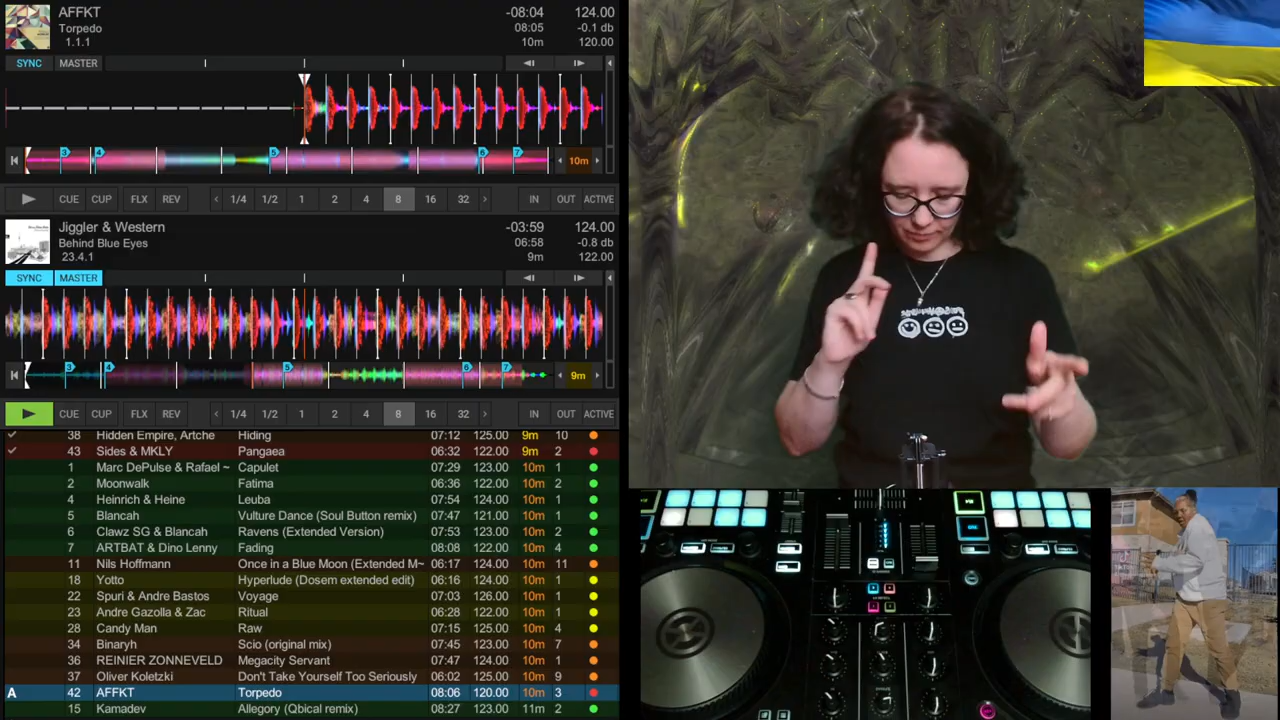 AFFKT -08:04 124.00
Torpedo 08:05 -0.1 db
1.1.1 10m 120.00
SYNC MASTER
3 4 5 6 7 10m
CUE CUP FLX REV 1/4 1/2 1 2 4 8 16 32 IN OUT ACTIVE
Jiggler & Western -03:59 124.00
Behind Blue Eyes 06:58 -0.8 db
23.4.1 9m 122.00
SYNC MASTER
3 4 5 6 7 9m
CUE CUP FLX REV 1/4 1/2 1 2 4 8 16 32 IN OUT ACTIVE
38 Hidden Empire, Artche Hiding 07:12 125.00 9m 10
43 Sides & MKLY Pangaea 06:32 122.00 9m 2
1 Marc DePulse & Rafael ~ Capulet 07:29 123.00 10m 1
2 Moonwalk Fatima 06:36 122.00 10m 2
4 Heinrich & Heine Leuba 07:54 124.00 10m 1
5 Blancah Vulture Dance (Soul Button remix) 07:47 121.00 10m 1
6 Clawz SG & Blancah Ravens (Extended Version) 07:53 123.00 10m 2
7 ARTBAT & Dino Lenny Fading 08:08 122.00 10m 4
11 Nils Hoffmann Once in a Blue Moon (Extended M~ 07:27 124.00 10m 11
18 Yotto Hyperlude (Dosem extended edit) 06:16 124.00 10m 1
22 Spuri & Andre Bastos Voyage 07:03 126.00 10m 1
23 Andre Gazolla & Zac Ritual 06:28 122.00 10m 1
28 Candy Man Raw 07:15 125.00 10m 4
34 Binaryh Scio (original mix) 07:45 123.00 10m 7
36 REINIER ZONNEVELD Megacity Servant 07:47 124.00 10m 1
37 Oliver Koletzki Don't Take Yourself Too Seriously 06:02 125.00 10m 9
A 42 AFFKT Torpedo 08:06 120.00 10m 3
15 Kamadev Allegory (Qbical remix) 08:27 123.00 11m 2